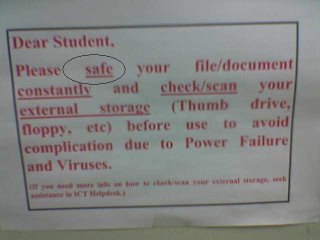 Dear Student,
Please safe your file/document
constantly and check/scan your
external storage (Thumb drive,
floppy, etc) before use to avoid
complication due to Power Failure
and Viruses.
(If you need more info on how to check/scan your external storage, seek
assistance in ICT Helpdesk.)